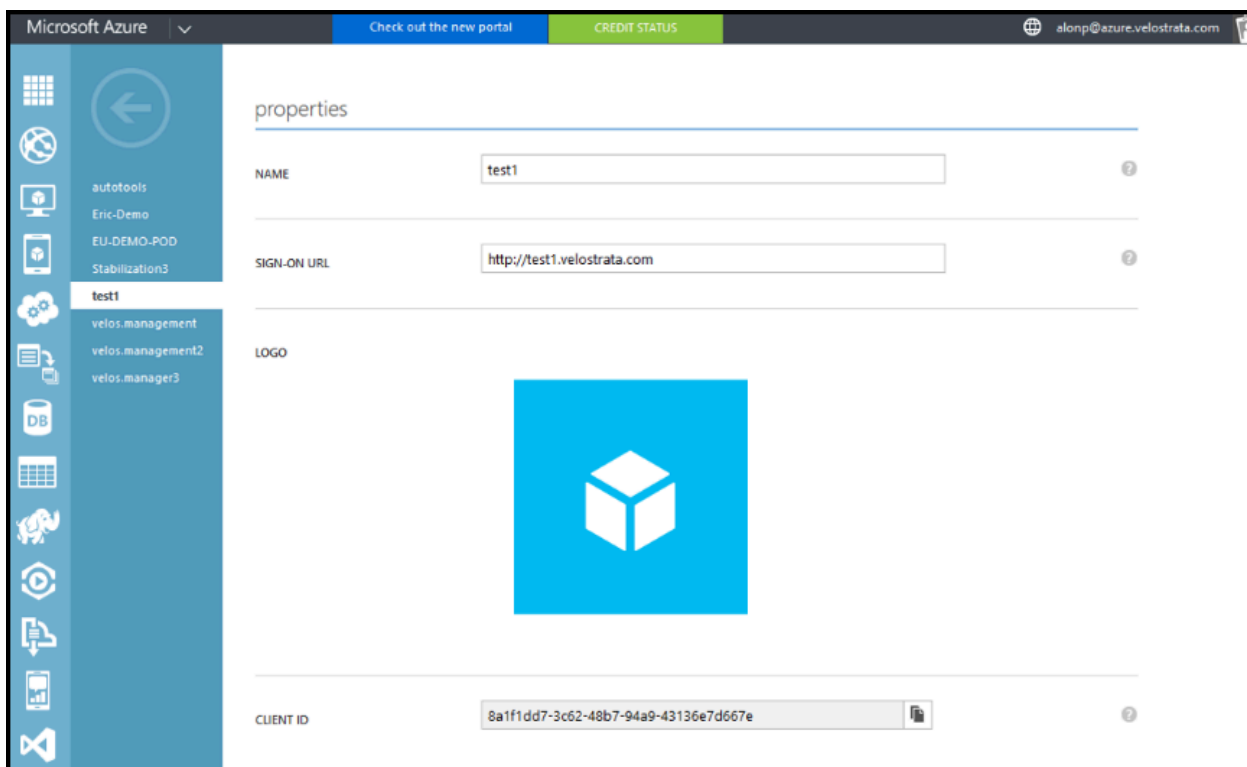 Microsoft Azure
Check out the new portal
CREDIT STATUS
alonp@azure.velostrata.com
properties
NAME
test1
autotools
Eric-Demo
EU-DEMO-POD
SIGN-ON URL
http://test1.velostrata.com
Stabilization3
test1
velos.management
velos.management2
LOGO
velos.manager3
DB
CLIENT ID
8a1f1dd7-3c62-48b7-94a9-43136e7d667e